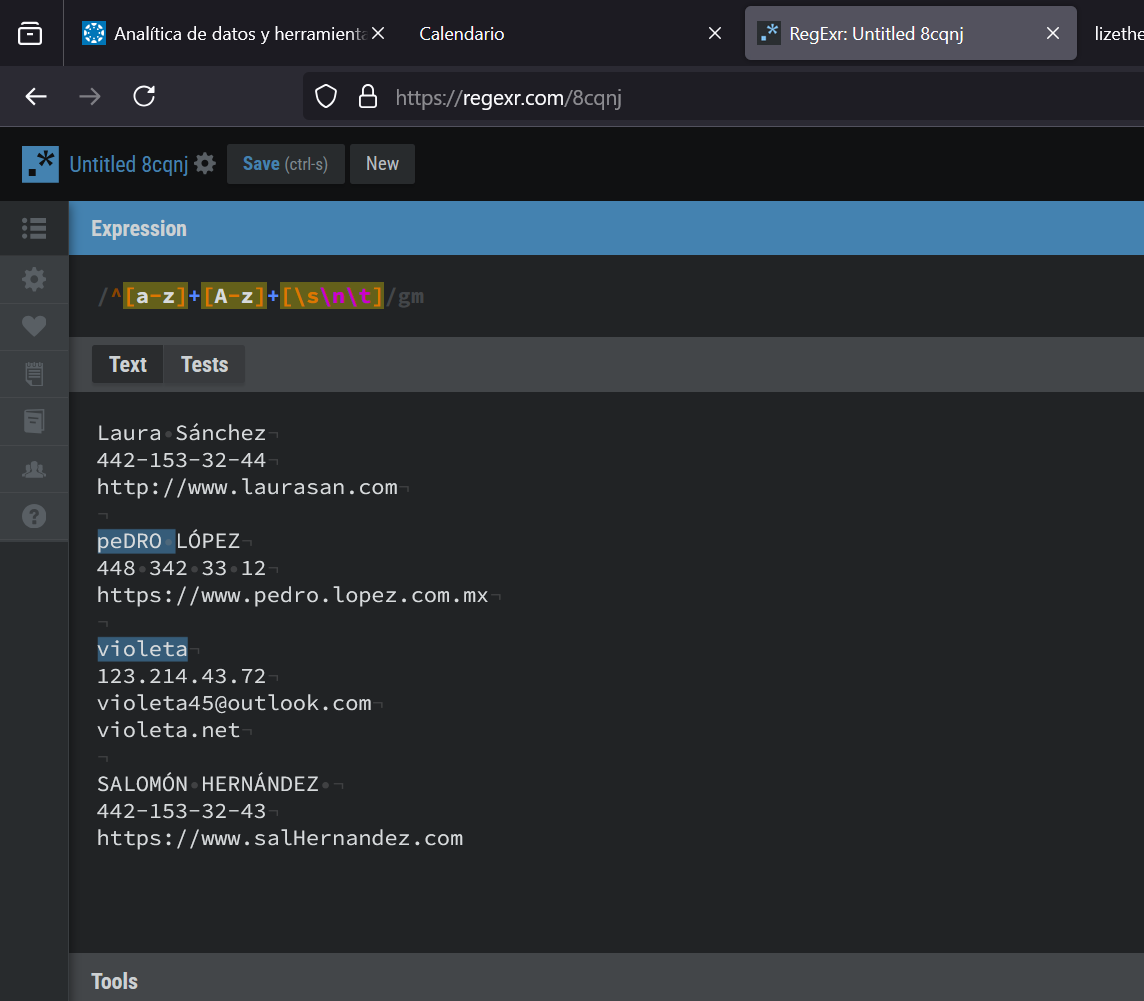 Analítica de datos y herramienta
Calendario
RegExr: Untitled 8cqnj
lizethe
https://regexr.com/8cqnj
Untitled 8cqnj
Save (ctrl-s)
New
Expression
/^[a-z]+[A-z]+[\s\n\t]/gm
Text
Tests
Laura Sánchez
442-153-32-44
http://www.laurasan.com
peDRO LÓPEZ
448 342 33 12
https://www.pedro.lopez.com.mx
violeta
123.214.43.72
violeta45@outlook.com
violeta.net
SALOMÓN HERNÁNDEZ
442-153-32-43
https://www.salHernandez.com
Tools